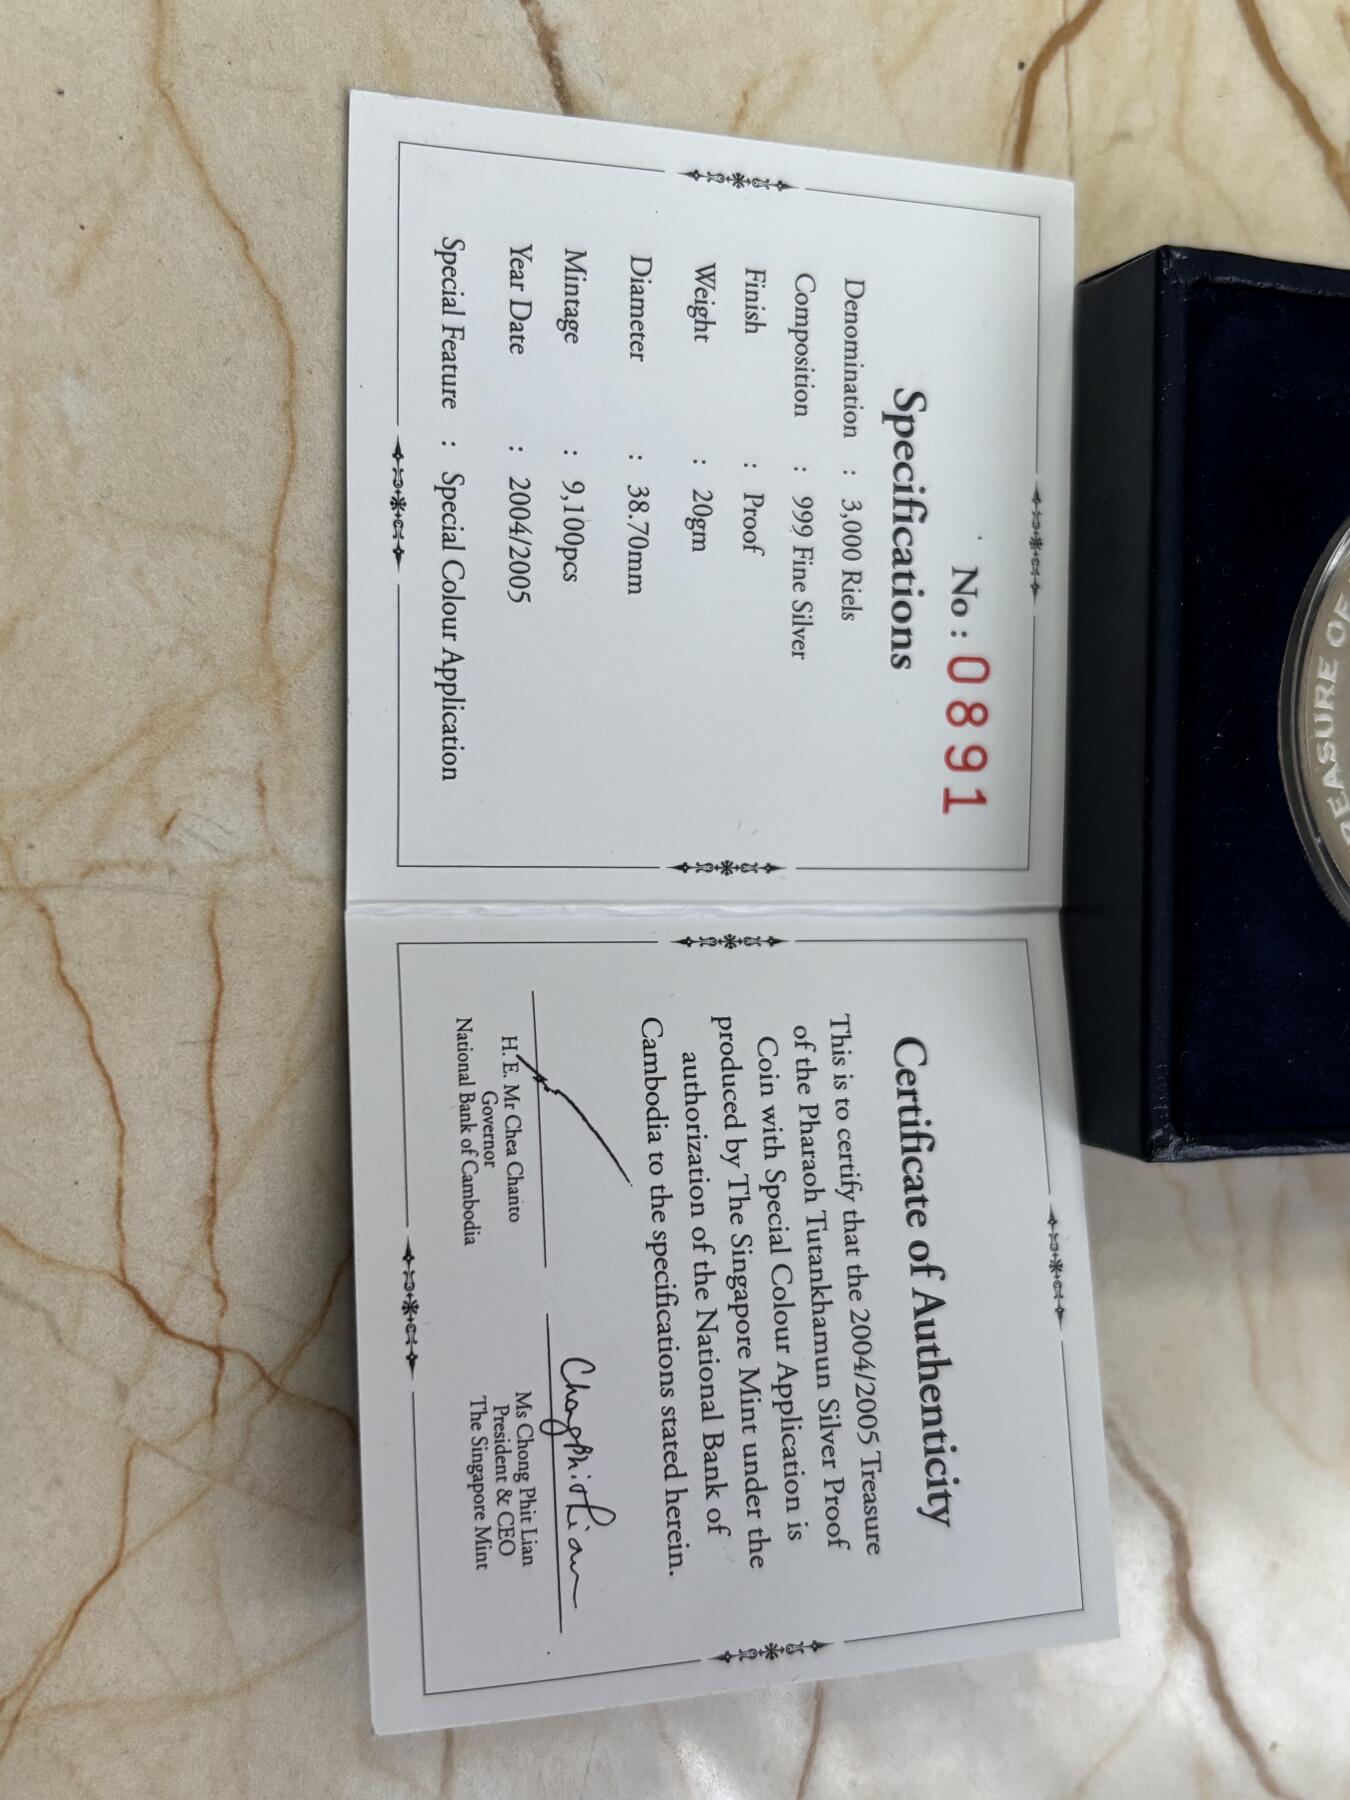 No : 0891
Specifications
Denomination : 3,000 Riels
Composition : 999 Fine Silver
Finish : Proof
Weight : 20gm
Diameter : 38.70mm
Mintage : 9,100pcs
Year Date : 2004/2005
Special Feature : Special Colour Application
Certificate of Authenticity
This is to certify that the 2004/2005 Treasure
of the Pharaoh Tutankhamun Silver Proof
Coin with Special Colour Application is
produced by The Singapore Mint under the
authorization of the National Bank of
Cambodia to the specifications stated herein.
H. E. Mr Chea Chanto
Governor
National Bank of Cambodia
Chong Phit Lian
Ms Chong Phit Lian
President & CEO
The Singapore Mint
REASURE OF